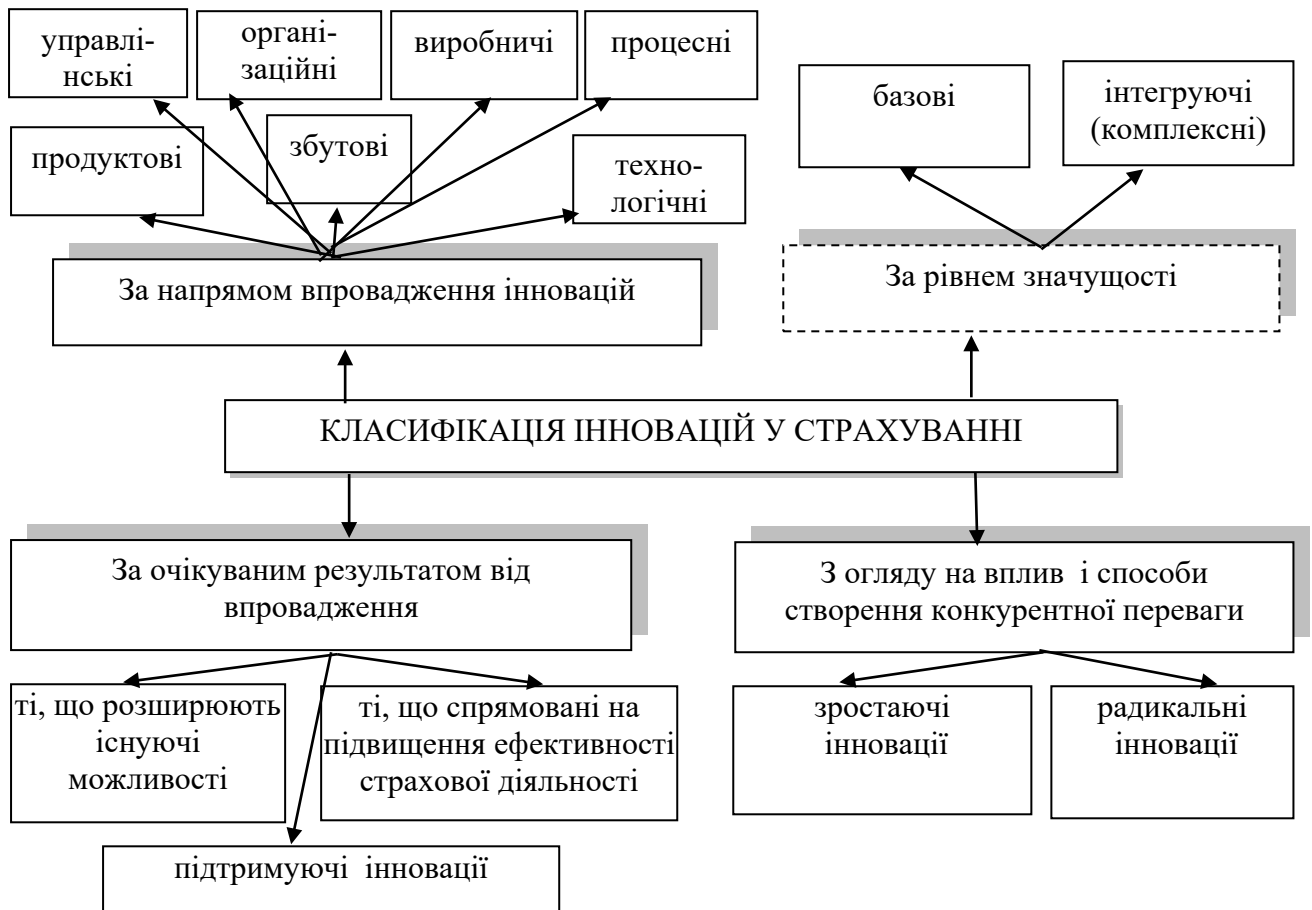 управлі-
нські
органі-
заційні
виробничі
процесні
базові
інтегруючі
(комплексні)
продуктові
збутові
техно-
логічні
За напрямом впровадження інновацій
За рівнем значущості
КЛАСИФІКАЦІЯ ІННОВАЦІЙ У СТРАХУВАННІ
За очікуваним результатом від
впровадження
З огляду на вплив і способи
створення конкурентної переваги
ті, що розширюють
існуючі
можливості
ті, що спрямовані на
підвищення ефективності
страхової діяльності
зростаючі
інновації
радикальні
інновації
підтримуючі інновації